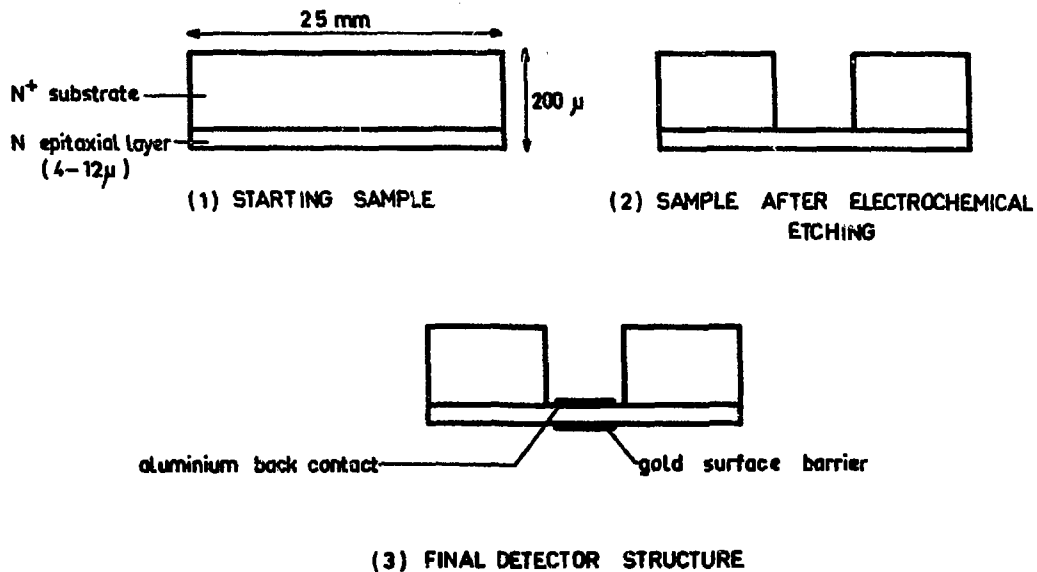 25 mm
N+ substrate
200 μ
N epitaxial layer
(4-12μ)
(1) STARTING SAMPLE
(2) SAMPLE AFTER ELECTROCHEMICAL
ETCHING
aluminium back contact
gold surface barrier
(3) FINAL DETECTOR STRUCTURE